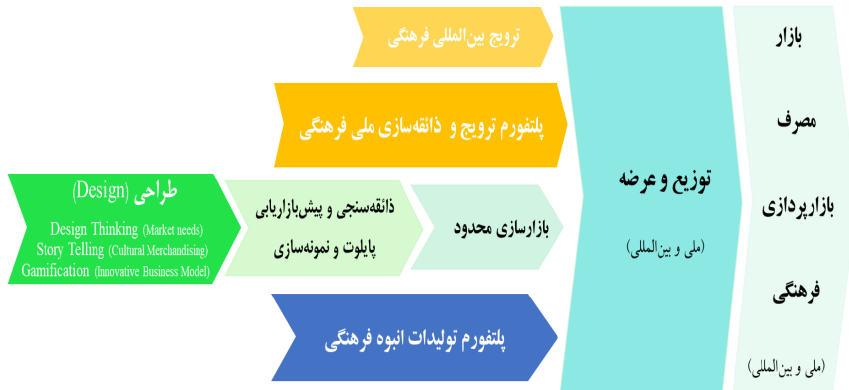 ترویج بین‌المللی فرهنگی
پلتفورم ترویج و ذائقه‌سازی ملی فرهنگی
طراحی (Design)
Design Thinking (Market needs)
Story Telling (Cultural Merchandising)
Gamification (Innovative Business Model)
ذائقه‌سنجی و پیش‌بازاریابی
پایلوت و نمونه‌سازی
بازارسازی محدود
پلتفورم تولیدات انبوه فرهنگی
توزیع و عرضه
(ملی و بین‌المللی)
بازار
مصرف
بازارپردازی
فرهنگی
(ملی و بین‌المللی)